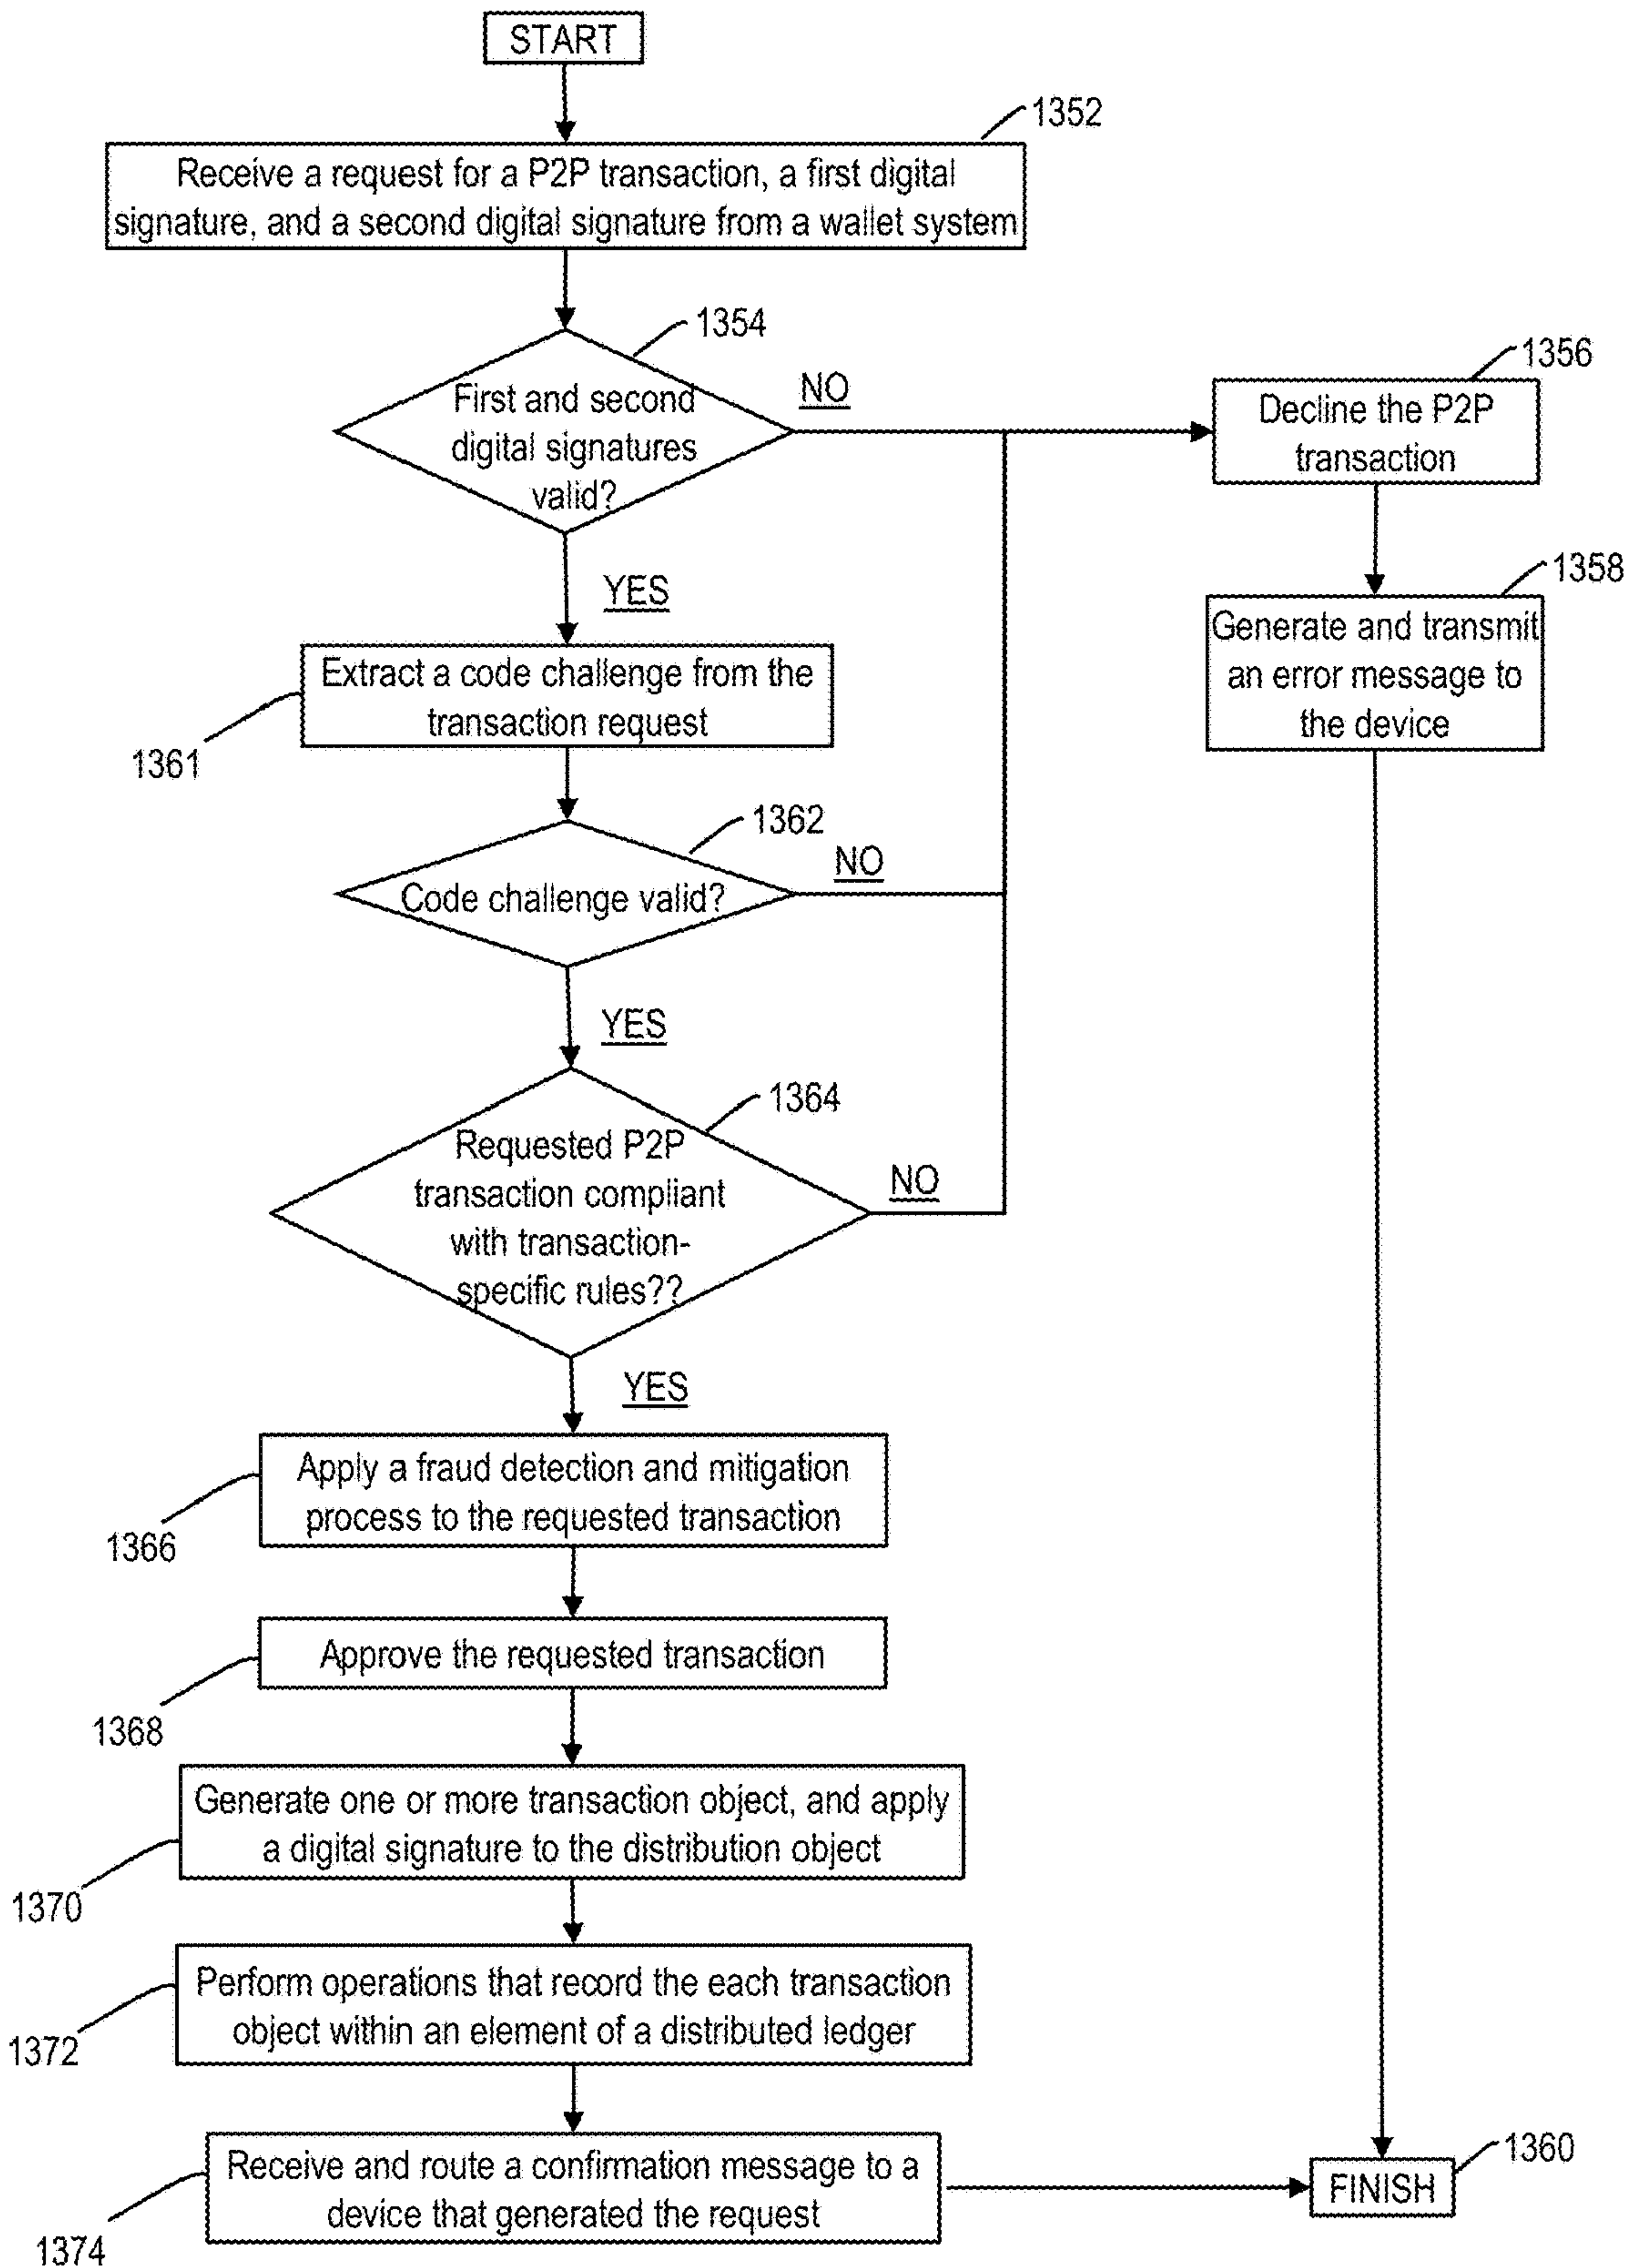 START
1352
Receive a request for a P2P transaction, a first digital
signature, and a second digital signature from a wallet system
1354
First and second
digital signatures
valid?
NO
1356
Decline the P2P
transaction
1358
Generate and transmit
an error message to
the device
YES
Extract a code challenge from the
transaction request
1361
1362
Code challenge valid?
NO
YES
1364
Requested P2P
transaction compliant
with transaction-
specific rules??
NO
YES
Apply a fraud detection and mitigation
process to the requested transaction
1366
Approve the requested transaction
1368
Generate one or more transaction object, and apply
a digital signature to the distribution object
1370
Perform operations that record the each transaction
object within an element of a distributed ledger
1372
Receive and route a confirmation message to a
device that generated the request
1374
1360
FINISH